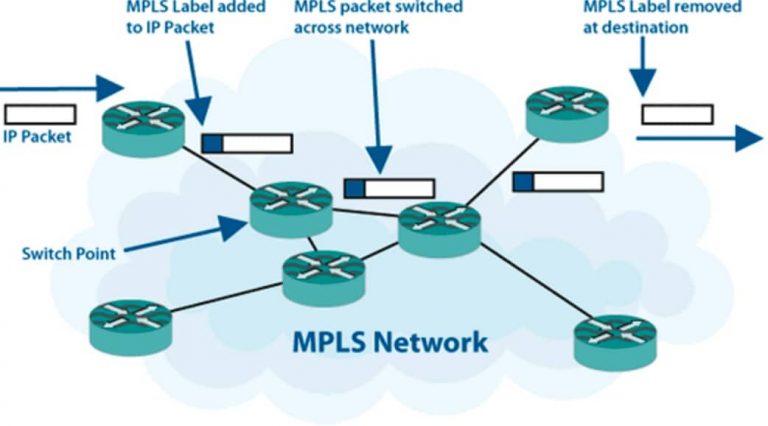 MPLS Label added
to IP Packet
MPLS packet switched
across network
MPLS Label removed
at destination
IP Packet
Switch Point
MPLS Network